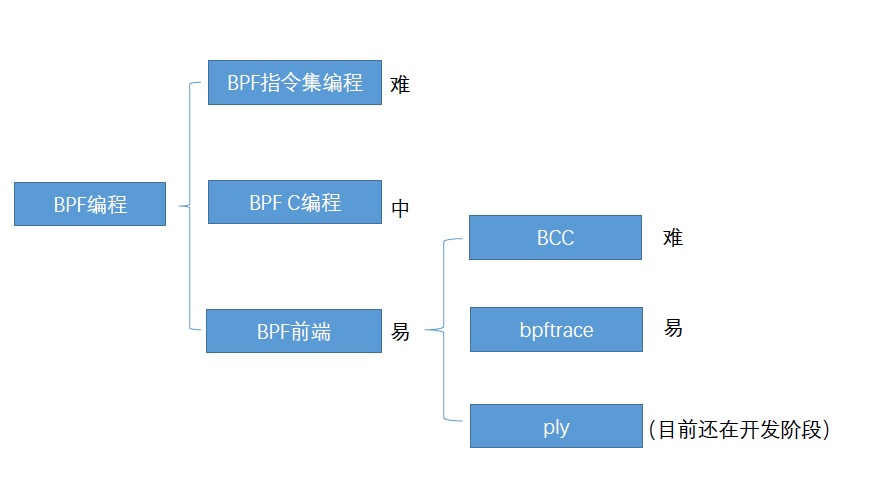 BPF指令集编程
难
BPF编程
BPF C编程
中
BCC
难
BPF前端
易
bpftrace
易
ply
(目前还在开发阶段)